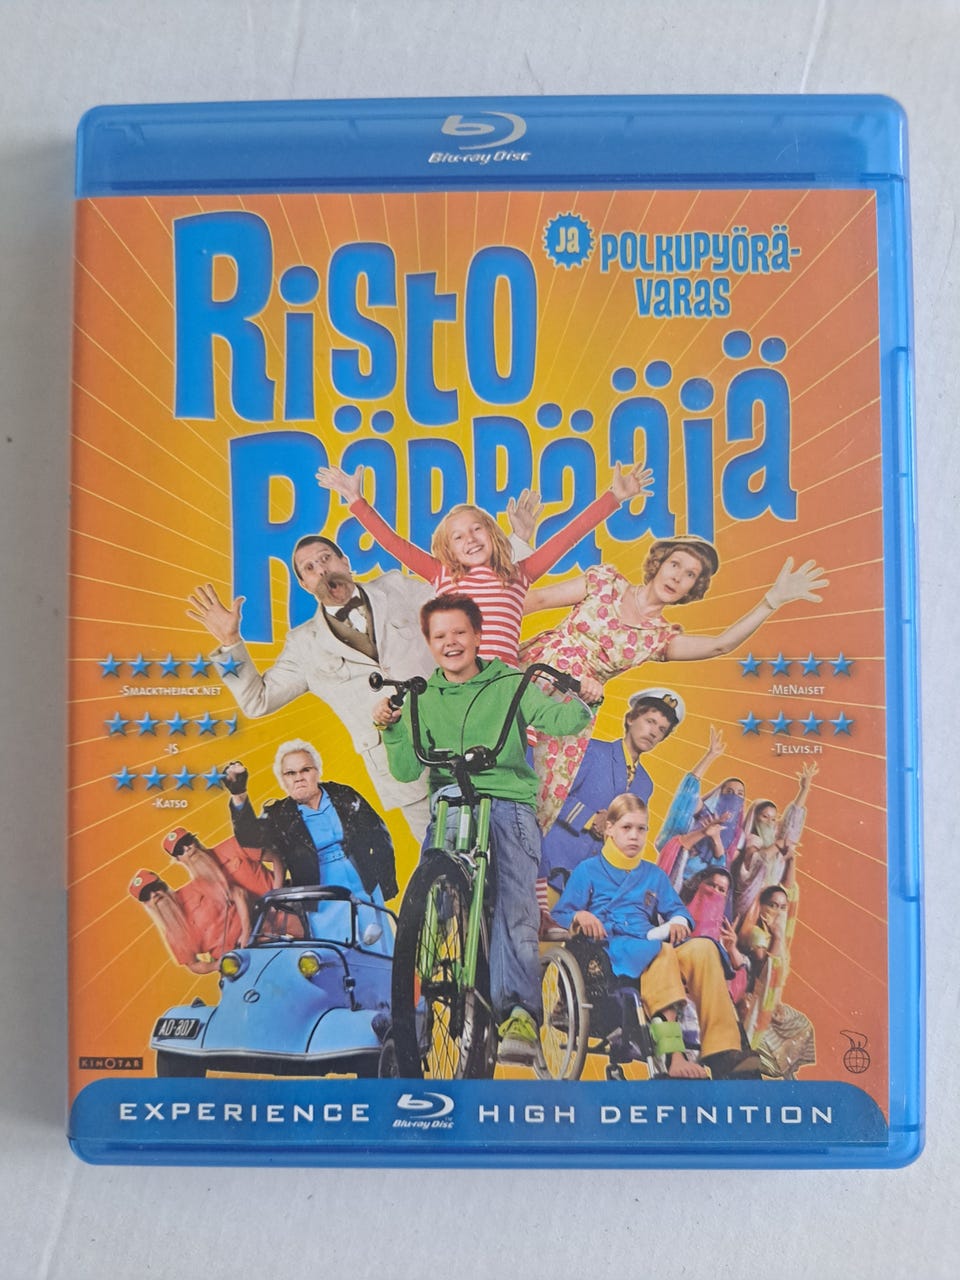 Blu-ray Disc
Risto
ja
POLKUPYÖRÄ-
VARAS
Räppääjä
-SMACKTHEJACK.NET
-IS
-KATSO
-MENAISET
-TELVIS.FI
AD-807
KINOTAR
EXPERIENCE Blu-ray Disc HIGH DEFINITION